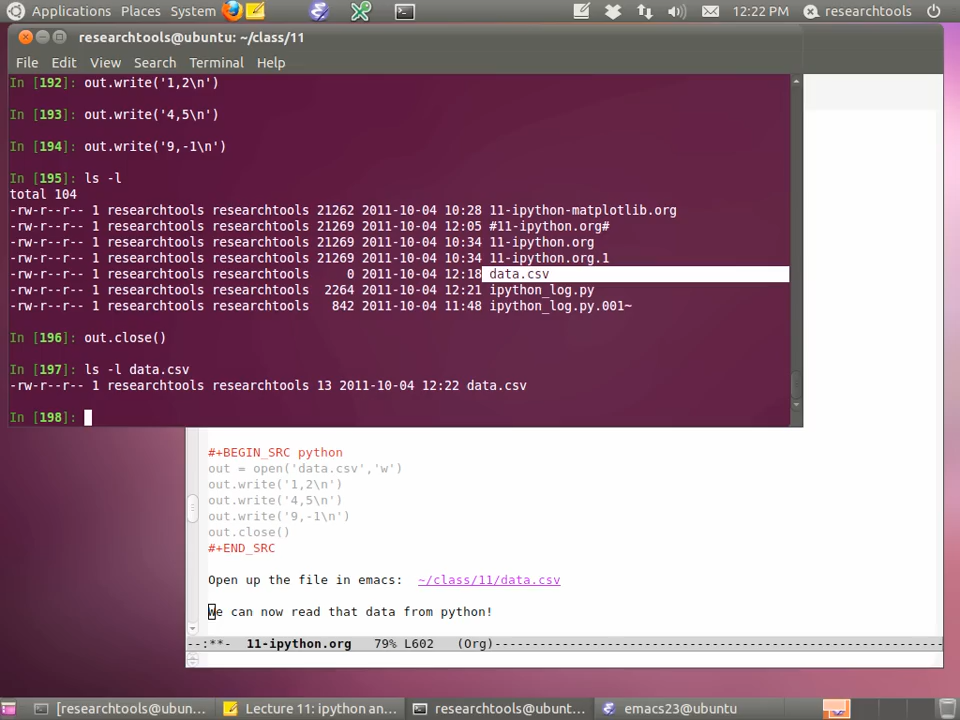 Applications Places System 12:22 PM researchtools
researchtools@ubuntu: ~/class/11
File Edit View Search Terminal Help
In [192]: out.write('1,2\n')
In [193]: out.write('4,5\n')
In [194]: out.write('9,-1\n')
In [195]: ls -l
total 104
-rw-r--r-- 1 researchtools researchtools 21262 2011-10-04 10:28 11-ipython-matplotlib.org
-rw-r--r-- 1 researchtools researchtools 21269 2011-10-04 12:05 #11-ipython.org#
-rw-r--r-- 1 researchtools researchtools 21269 2011-10-04 10:34 11-ipython.org
-rw-r--r-- 1 researchtools researchtools 21269 2011-10-04 10:34 11-ipython.org.1
-rw-r--r-- 1 researchtools researchtools     0 2011-10-04 12:18 data.csv
-rw-r--r-- 1 researchtools researchtools  2264 2011-10-04 12:21 ipython_log.py
-rw-r--r-- 1 researchtools researchtools   842 2011-10-04 11:48 ipython_log.py.001~
In [196]: out.close()
In [197]: ls -l data.csv
-rw-r--r-- 1 researchtools researchtools 13 2011-10-04 12:22 data.csv
In [198]:
#+BEGIN_SRC python
out = open('data.csv','w')
out.write('1,2\n')
out.write('4,5\n')
out.write('9,-1\n')
out.close()
#+END_SRC
Open up the file in emacs:  ~/class/11/data.csv
We can now read that data from python!
--:**-  11-ipython.org   79% L602   (Org)
[researchtools@ubun... Lecture 11: ipython an... researchtools@ubunt... emacs23@ubuntu